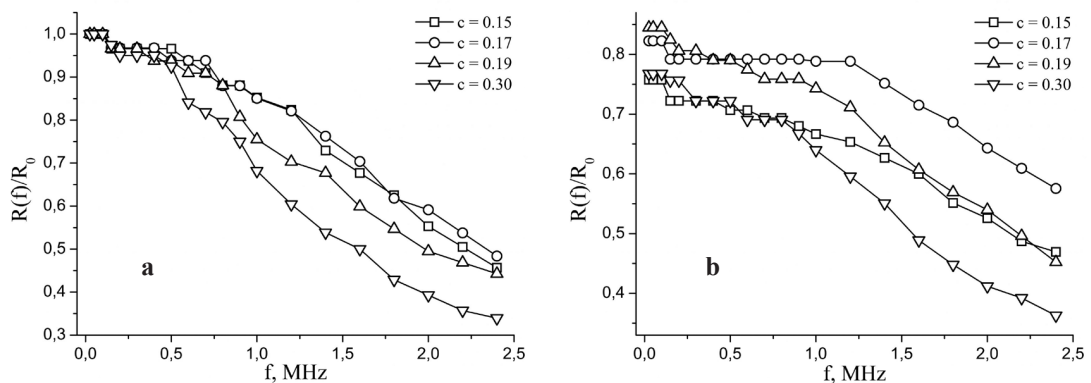 1,0
0,9
0,8
0,7
0,6
0,5
0,4
0,3
R(f)/R0
0,0 0,5 1,0 1,5 2,0 2,5
f, MHz
a
c = 0.15
c = 0.17
c = 0.19
c = 0.30
0,8
0,7
0,6
0,5
0,4
R(f)/R0
0,0 0,5 1,0 1,5 2,0 2,5
f, MHz
b
c = 0.15
c = 0.17
c = 0.19
c = 0.30